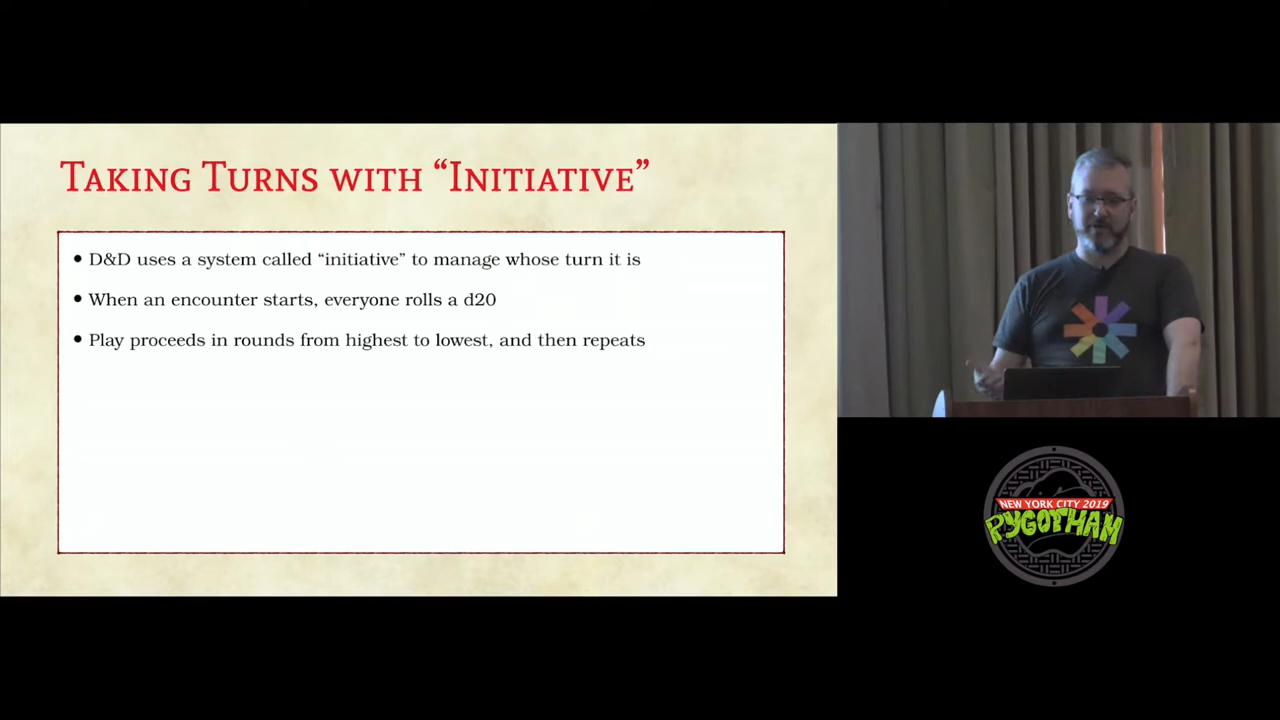 TAKING TURNS WITH “INITIATIVE”
• D&D uses a system called “initiative” to manage whose turn it is
• When an encounter starts, everyone rolls a d20
• Play proceeds in rounds from highest to lowest, and then repeats
NEW YORK CITY 2019
PYGOTHAM